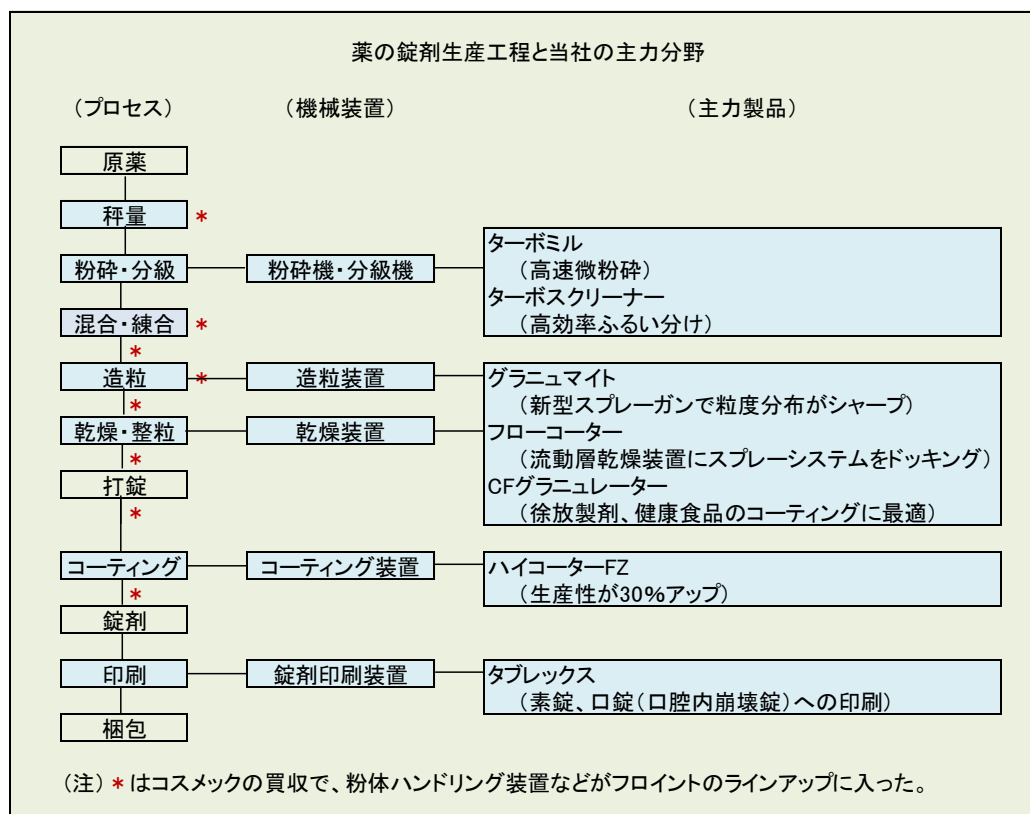 薬の錠剤生産工程と当社の主力分野
（プロセス） （機械装置） （主力製品）
原薬
秤量 *
粉砕・分級 粉砕機・分級機 ターボミル
（高速微粉砕）
ターボスクリーナー
（高効率ふるい分け）
混合・練合 *
*
造粒 * 造粒装置 グラニュマイト
（新型スプレーガンで粒度分布がシャープ）
*
乾燥・整粒 乾燥装置 フローコーター
（流動層乾燥装置にスプレーシステムをドッキング）
*
打錠 CFグラニュレーター
（徐放製剤、健康食品のコーティングに最適）
*
コーティング コーティング装置 ハイコーターFZ
（生産性が30%アップ）
*
錠剤
印刷 錠剤印刷装置 タブレックス
（素錠、口錠（口腔内崩壊錠）への印刷）
梱包
（注） * はコスメックの買収で、粉体ハンドリング装置などがフロイントのラインアップに入った。